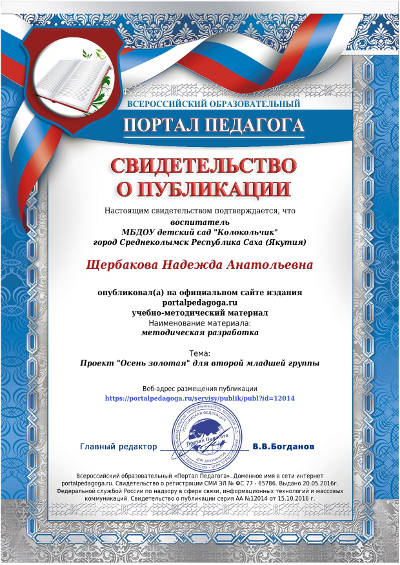 ВСЕРОССИЙСКИЙ ОБРАЗОВАТЕЛЬНЫЙ
ПОРТАЛ ПЕДАГОГА
СВИДЕТЕЛЬСТВО
О ПУБЛИКАЦИИ
Настоящим свидетельством подтверждается, что
воспитатель
МБДОУ детский сад "Колокольчик"
город Среднеколымск Республика Саха (Якутия)
Щербакова Надежда Анатольевна
опубликовал(а) на официальном сайте издания
portalpedagoga.ru
учебно-методический материал
Наименование материала:
методическая разработка
Тема:
Проект "Осень золотая" для второй младшей группы
Веб-адрес размещения публикации
https://portalpedagoga.ru/servisy/publik/publ?id=12014
Портал Педагога
Главный редактор
В.В.Богданов
Всероссийский образовательный «Портал Педагога». Доменное имя в сети интернет
portalpedagoga.ru. Свидетельство о регистрации СМИ ЭЛ № ФС 77 - 65786. Выдано 20.05.2016г.
Федеральной службой России по надзору в сфере связи, информационных технологий и массовых
коммуникаций. Свидетельство о публикации серия АА №12014 от 15.10.2016 г.